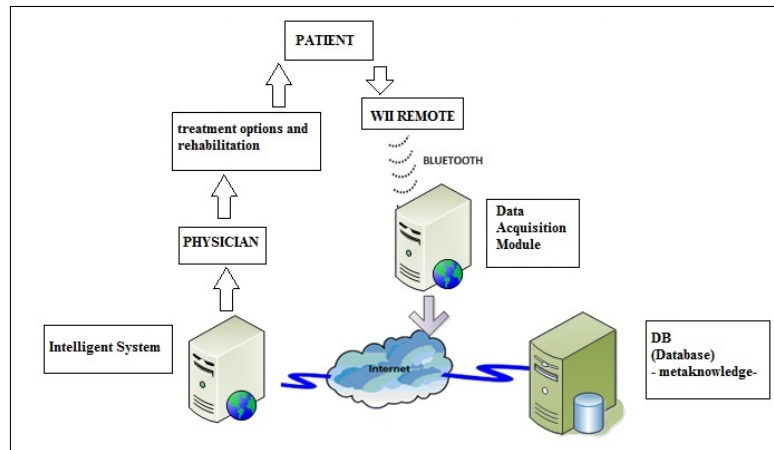 PATIENT
WII REMOTE
treatment options and
rehabilitation
BLUETOOTH
Data
Acquisition
Module
PHYSICIAN
Intelligent System
Internet
DB
(Database)
- metaknowledge-